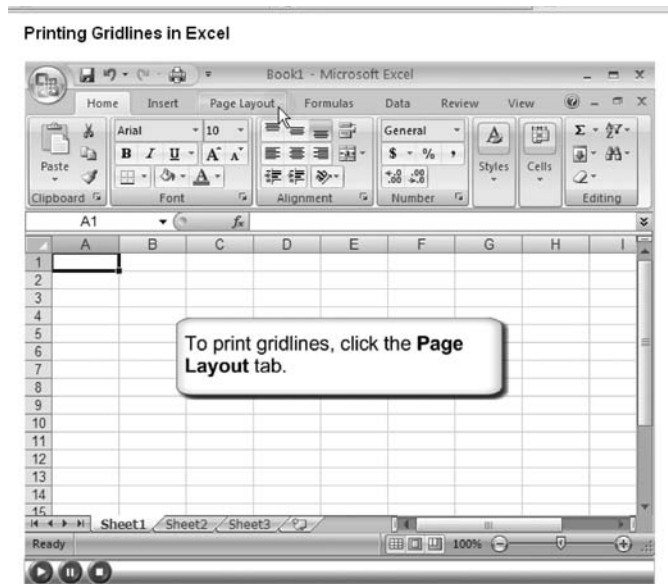 Printing Gridlines in Excel
Book1 - Microsoft Excel
Home Insert Page Layout Formulas Data Review View
Arial 10 General
B I U A A $ % ,
Paste A Styles Cells
Clipboard Font Alignment Number Editing
A1 fx
A B C D E F G H I
1
2
3
4
5
6
7
8
9
10
11
12
13
14
15
To print gridlines, click the Page
Layout tab.
Sheet1 Sheet2 Sheet3
Ready 100%